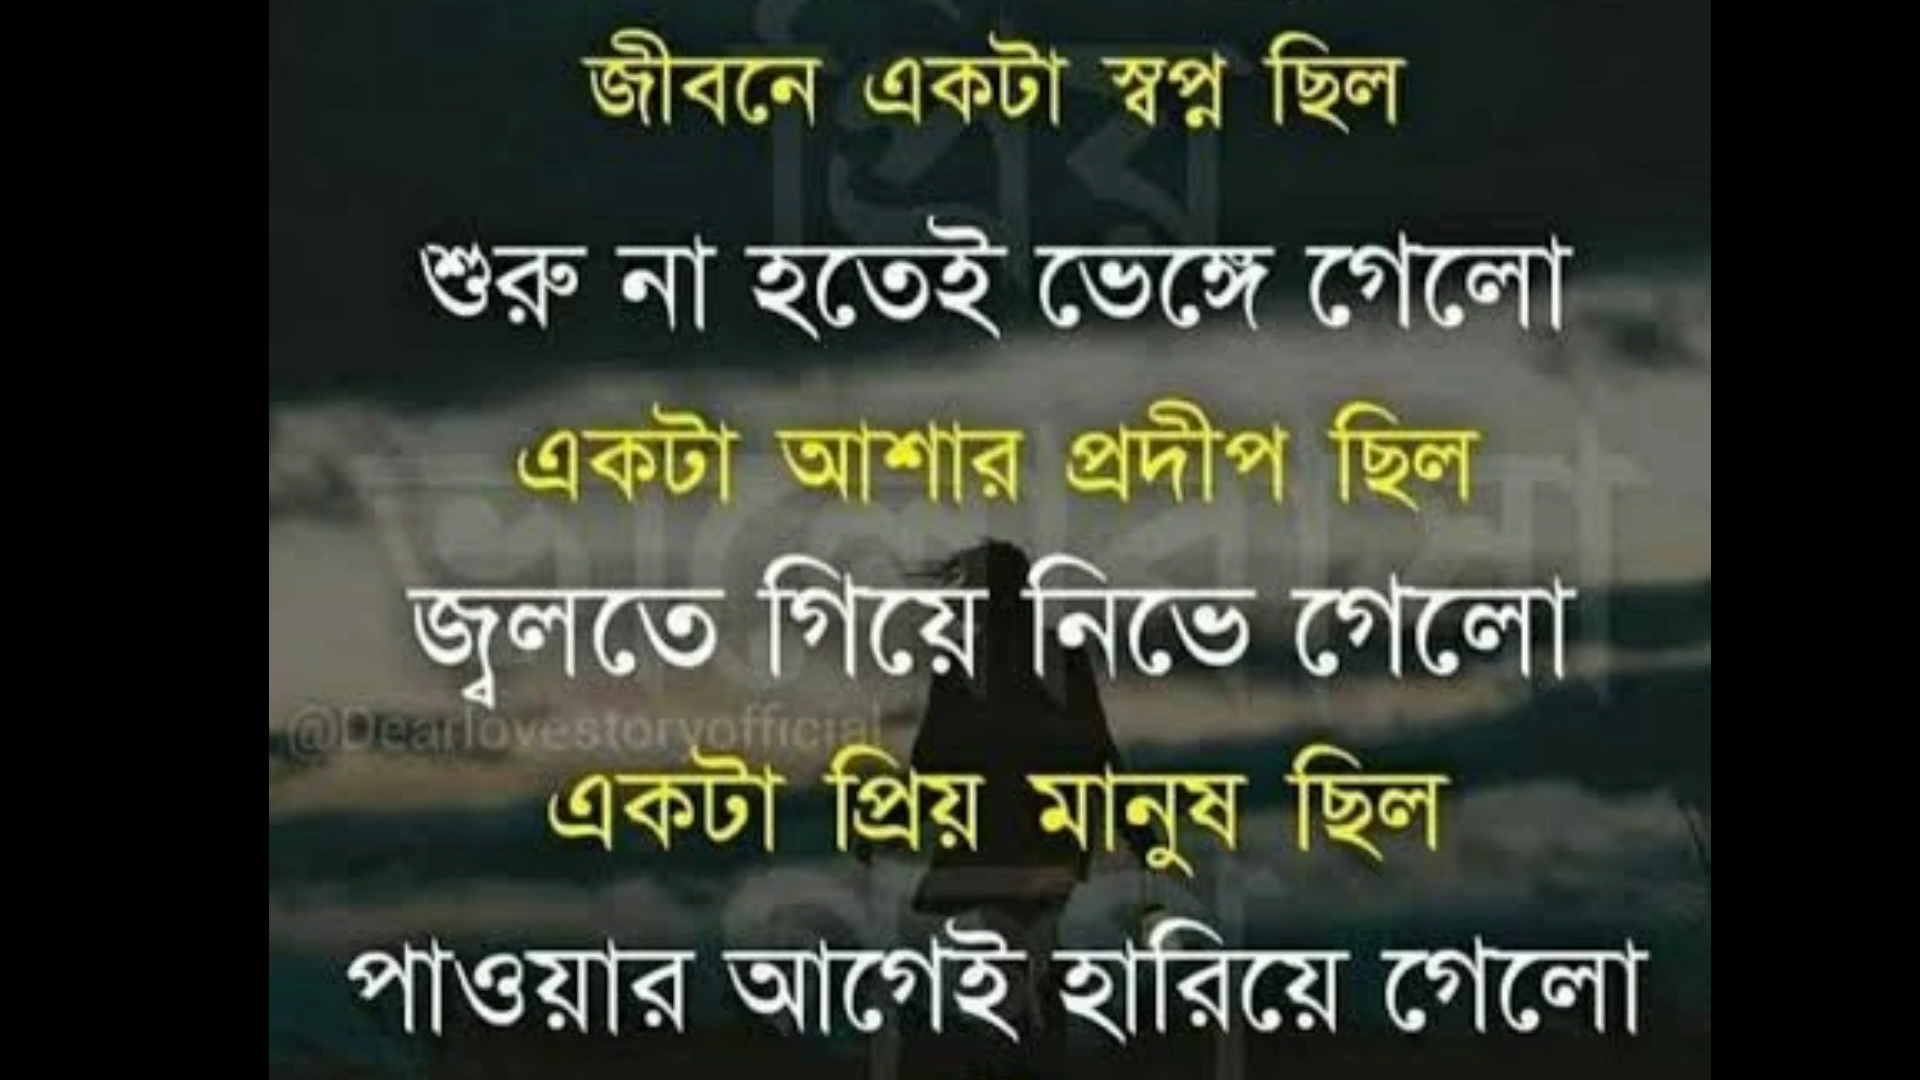 জীবনে একটা স্বপ্ন ছিল
শুরু না হতেই ভেঙ্গে গেলো
একটা আশার প্রদীপ ছিল
জ্বলতে গিয়ে নিভে গেলো
@Dearlovestoryofficial
একটা প্রিয় মানুষ ছিল
পাওয়ার আগেই হারিয়ে গেলো